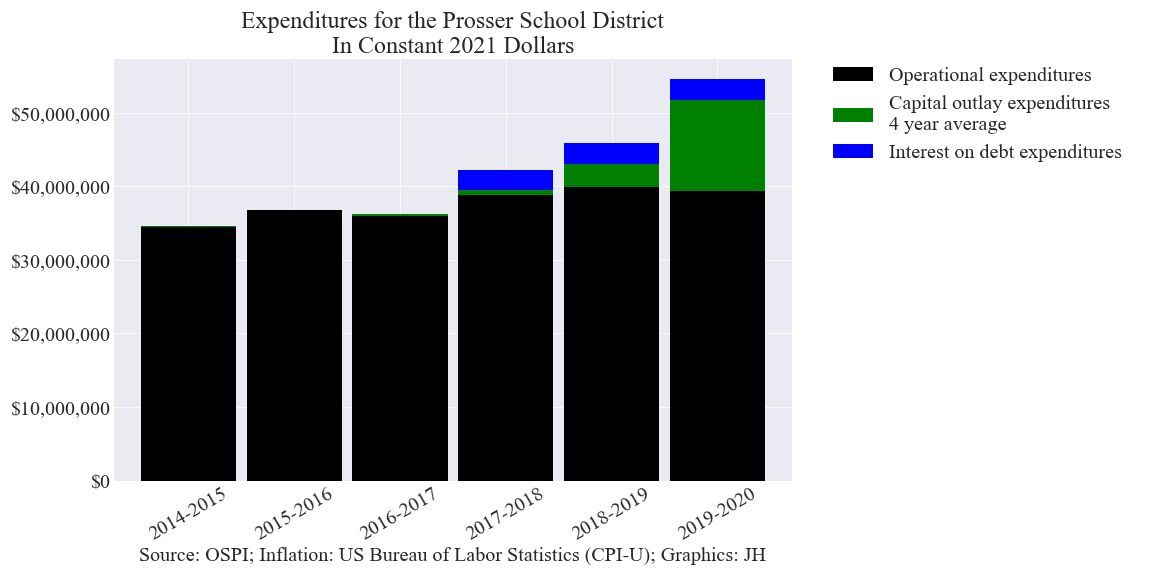 Expenditures for the Prosser School District
In Constant 2021 Dollars
Operational expenditures
Capital outlay expenditures
4 year average
Interest on debt expenditures
$50,000,000
$40,000,000
$30,000,000
$20,000,000
$10,000,000
$0
2014-2015
2015-2016
2016-2017
2017-2018
2018-2019
2019-2020
Source: OSPI; Inflation: US Bureau of Labor Statistics (CPI-U); Graphics: JH